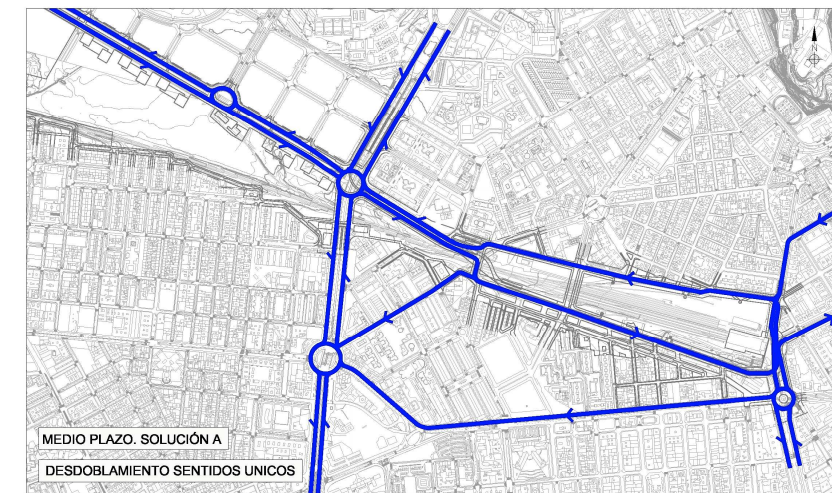 N
MEDIO PLAZO. SOLUCIÓN A
DESDOBLAMIENTO SENTIDOS UNICOS